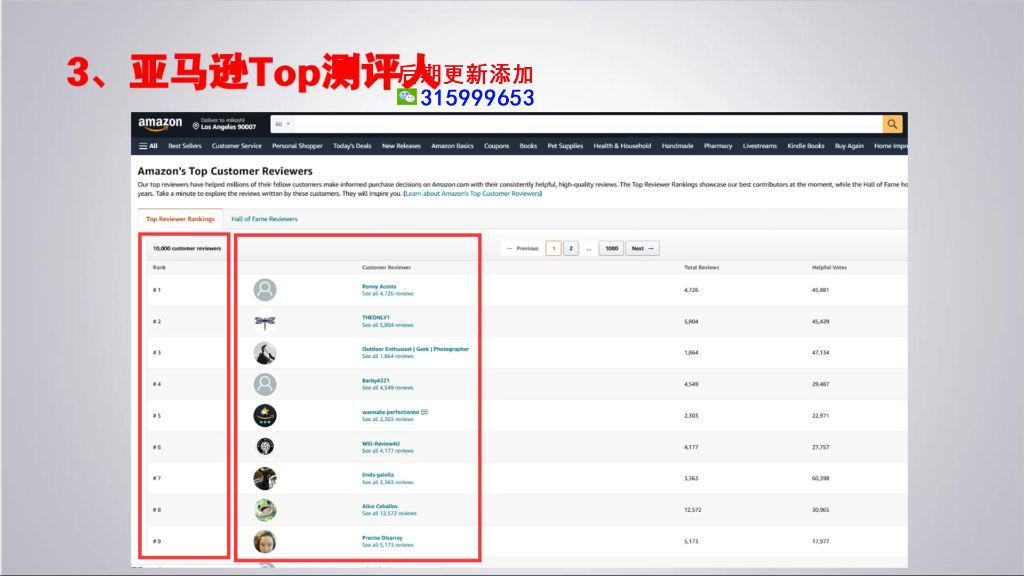 3、亚马逊Top测评人
后期更新添加
315999653
amazon
Deliver to mikoshi
Los Angeles 90007
All
All Best Sellers Customer Service Personal Shopper Today's Deals New Releases Amazon Basics Coupons Books Pet Supplies Health & Household Handmade Pharmacy Livestreams Kindle Books Buy Again Home Impro
Amazon's Top Customer Reviewers
Our top reviewers have helped millions of their fellow customers make informed purchase decisions on Amazon.com with their consistently helpful, high-quality reviews. The Top Reviewer Rankings showcase our best contributors at the moment, while the Hall of Fame ho
years. Take a minute to explore the reviews written by these customers. They will inspire you. (Learn about Amazon's Top Customer Reviewers)
Top Reviewer Rankings Hall of Fame Reviewers
10,000 customer reviewers ← Previous 1 2 ... 1000 Next →
Rank Customer Reviewer Total Reviews Helpful Votes
# 1 Ronny Acosta 4,726 45,881
See all 4,726 reviews
# 2 THEONLY1 5,804 45,429
See all 5,804 reviews
# 3 Outdoor Enthusiast | Geek | Photographer 1,864 47,134
See all 1,864 reviews
# 4 Barby4321 4,549 29,487
See all 4,549 reviews
# 5 wannabe perfectionist 2,303 22,971
See all 2,303 reviews
# 6 Will-Review4U 4,177 27,757
See all 4,177 reviews
# 7 linda galella 3,363 60,398
See all 3,363 reviews
# 8 Alice Ceballos 12,572 30,965
See all 12,572 reviews
# 9 Precise Disarray 5,173 17,977
See all 5,173 reviews